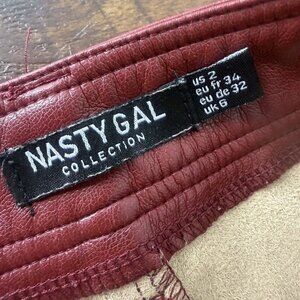 NASTY GAL
COLLECTION
us 2
eu fr 34
eu de 32
uk 6